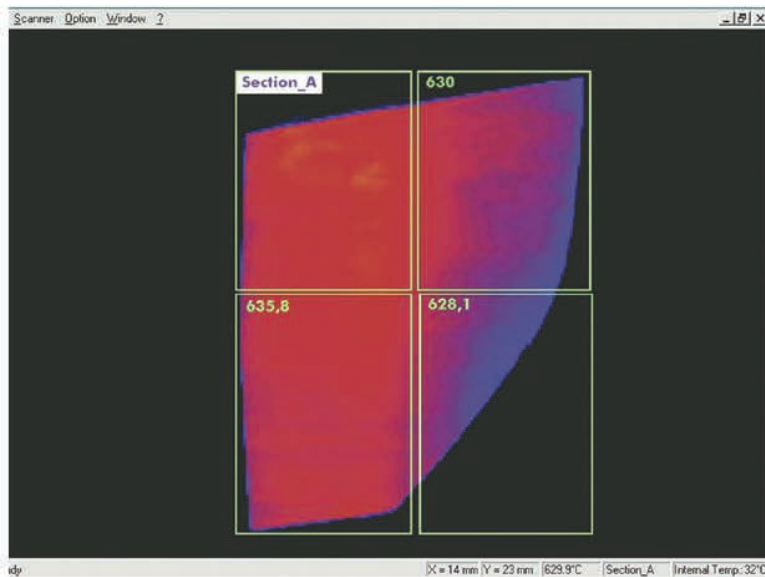 Scanner Option Window ?
Section_A
630
635,8
628,1
dy X = 14 mm Y = 23 mm 629.9°C Section_A Internal Temp.: 32°C